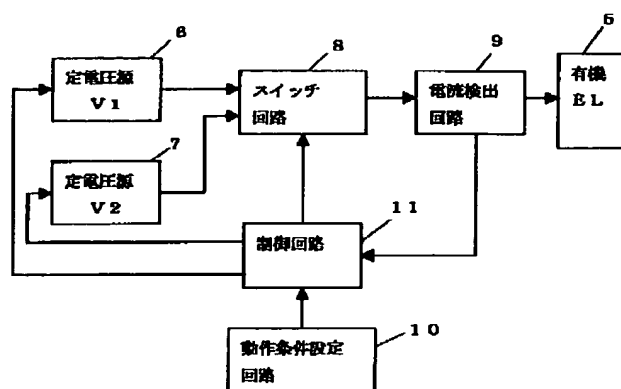 6
8
9
5
定電圧源
V1
スイッチ
回路
電流検出
回路
有機
EL
7
定電圧源
V2
11
制御回路
10
動作条件設定
回路